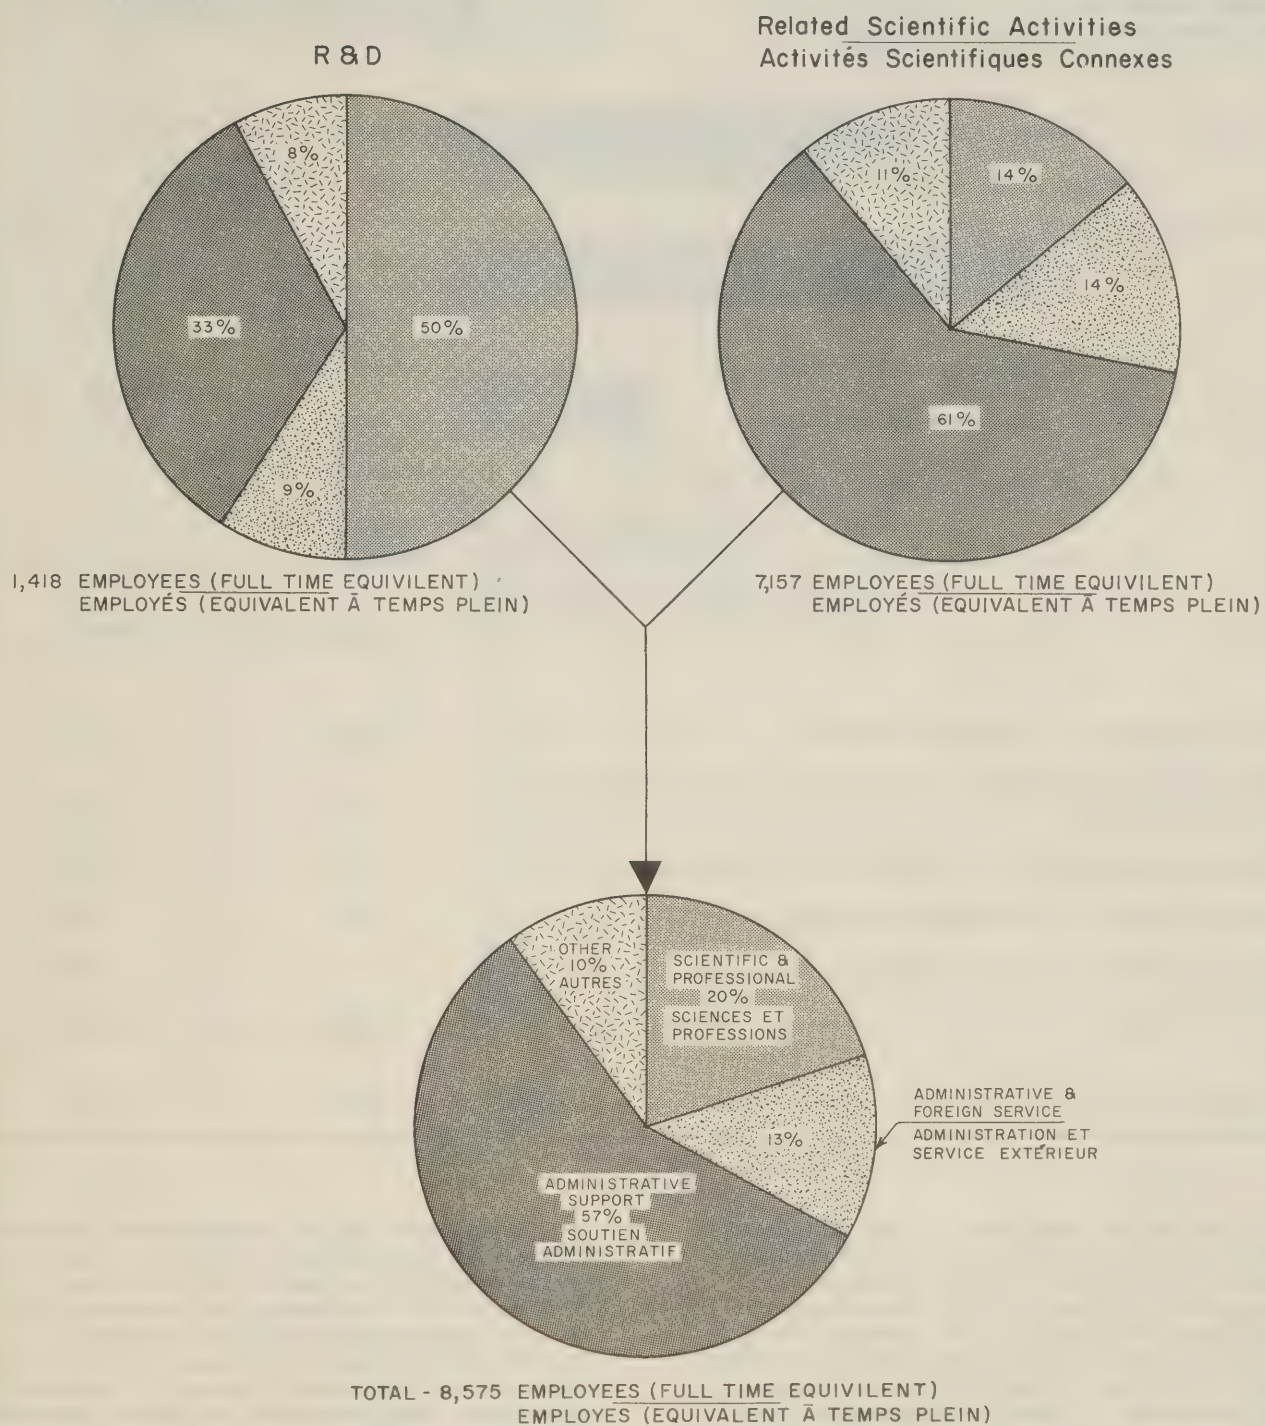 R & D
Related Scientific Activities
Activités Scientifiques Connexes
8%
33%
50%
9%
11%
14%
14%
61%
1,418 EMPLOYEES (FULL TIME EQUIVILENT)
EMPLOYÉS (EQUIVALENT À TEMPS PLEIN)
7,157 EMPLOYEES (FULL TIME EQUIVILENT)
EMPLOYÉS (EQUIVALENT À TEMPS PLEIN)
OTHER
10%
AUTRES
SCIENTIFIC &
PROFESSIONAL
20%
SCIENCES ET
PROFESSIONS
13%
ADMINISTRATIVE &
FOREIGN SERVICE
ADMINISTRATION ET
SERVICE EXTÉRIEUR
ADMINISTRATIVE
SUPPORT
57%
SOUTIEN
ADMINISTRATIF
TOTAL - 8,575 EMPLOYEES (FULL TIME EQUIVILENT)
EMPLOYES (EQUIVALENT À TEMPS PLEIN)